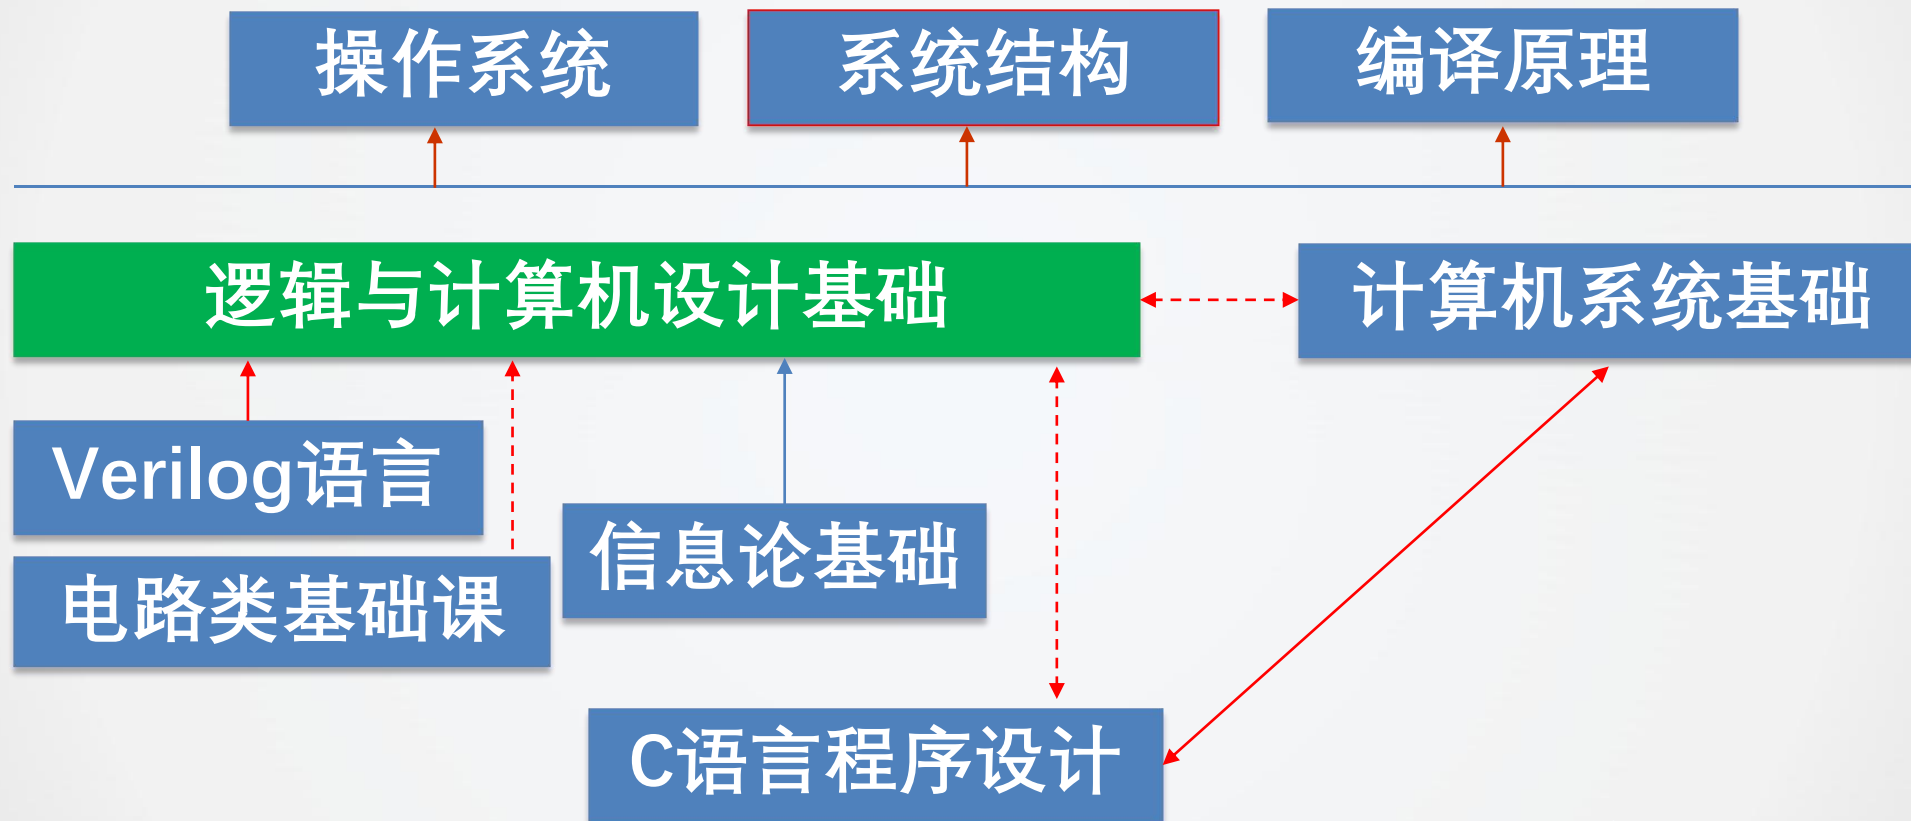 操作系统
系统结构
编译原理
逻辑与计算机设计基础
计算机系统基础
Verilog语言
信息论基础
电路类基础课
C语言程序设计